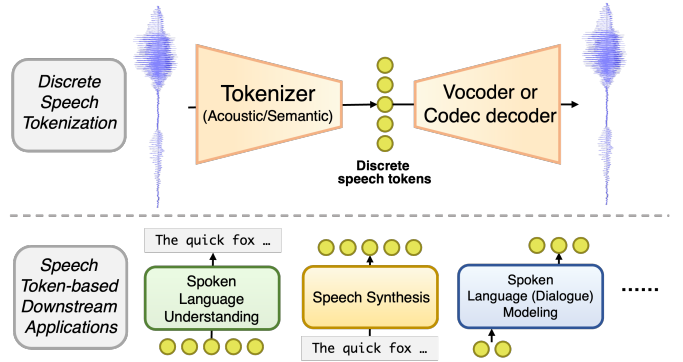 Discrete
Speech
Tokenization
Tokenizer
(Acoustic/Semantic)
Discrete
speech tokens
Vocoder or
Codec decoder
Speech
Token-based
Downstream
Applications
The quick fox …
Spoken
Language
Understanding
Speech Synthesis
The quick fox …
Spoken
Language (Dialogue)
Modeling
......